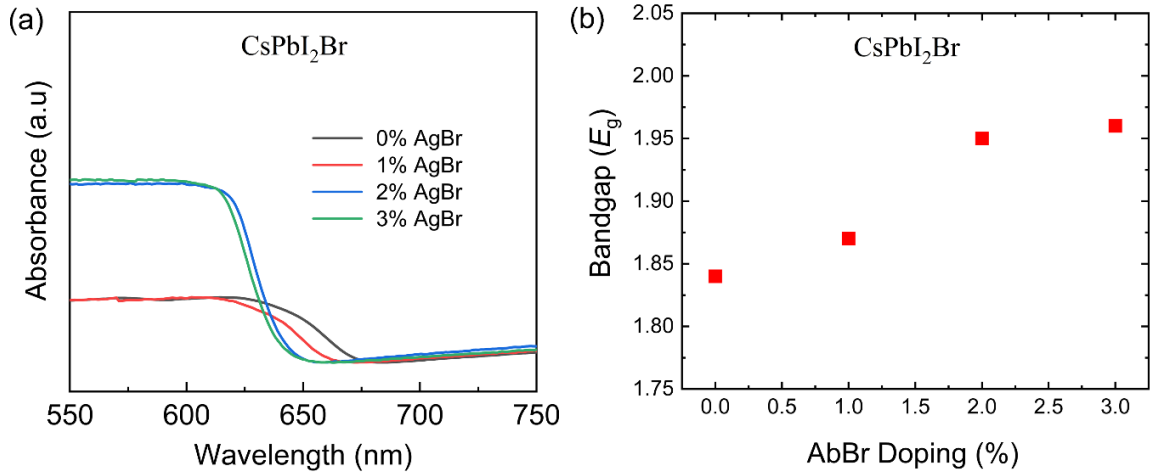 (a)
CsPbI₂Br
0% AgBr
1% AgBr
2% AgBr
3% AgBr
Absorbance (a.u)
550 600 650 700 750
Wavelength (nm)
(b)
CsPbI₂Br
2.05
2.00
1.95
1.90
1.85
1.80
1.75
Bandgap (Eg)
0.0 0.5 1.0 1.5 2.0 2.5 3.0
AbBr Doping (%)